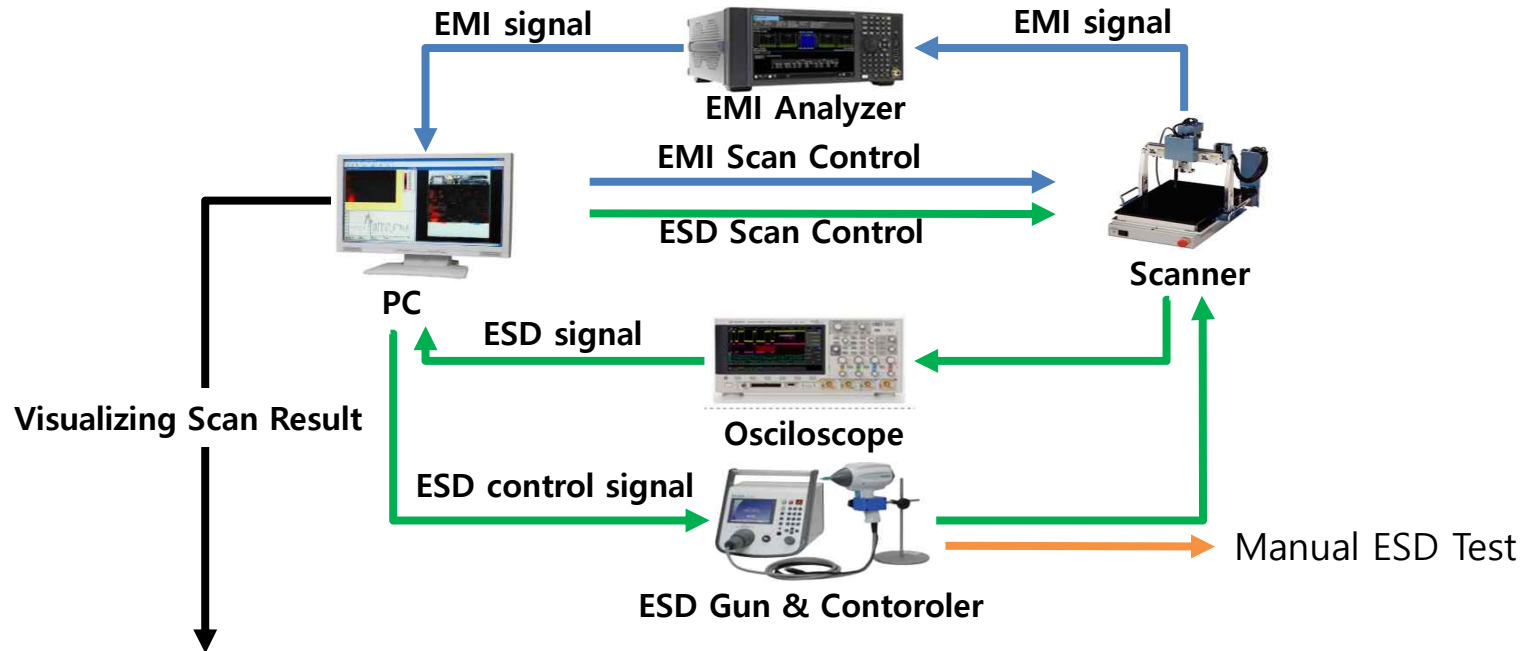 EMI signal
EMI signal
EMI Analyzer
EMI Scan Control
ESD Scan Control
Scanner
PC
ESD signal
Visualizing Scan Result
Osciloscope
ESD control signal
Manual ESD Test
ESD Gun & Contoroler